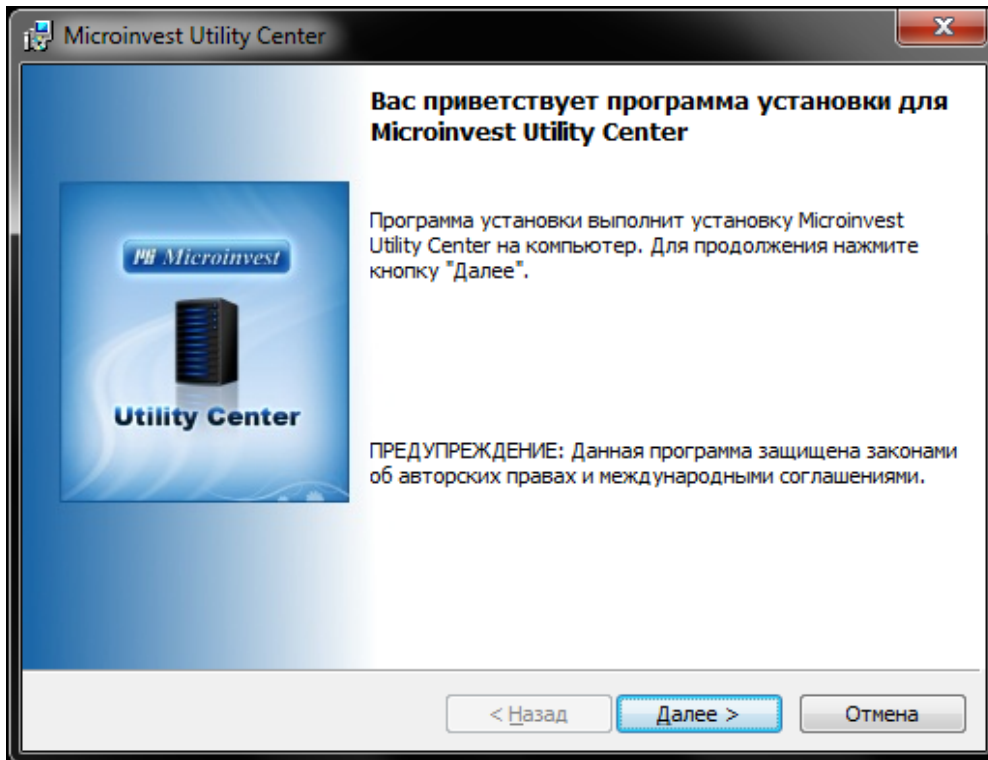 Microinvest Utility Center
Вас приветствует программа установки для
Microinvest Utility Center
Microinvest
Utility Center
Программа установки выполнит установку Microinvest
Utility Center на компьютер. Для продолжения нажмите
кнопку "Далее".
ПРЕДУПРЕЖДЕНИЕ: Данная программа защищена законами
об авторских правах и международными соглашениями.
< Назад
Далее >
Отмена